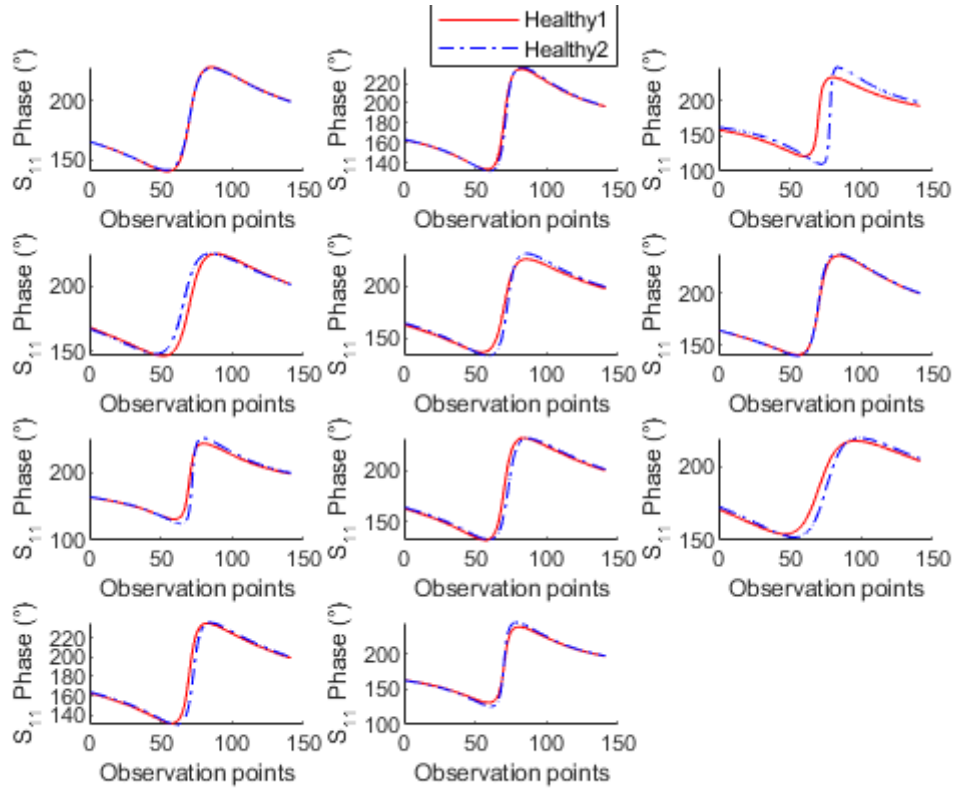 Healthy1
Healthy2
S₁₁ Phase (°)
200
150
0 50 100 150
Observation points
S₁₁ Phase (°)
220
200
180
160
140
0 50 100 150
Observation points
S₁₁ Phase (°)
200
150
100
0 50 100 150
Observation points
S₁₁ Phase (°)
200
150
0 50 100 150
Observation points
S₁₁ Phase (°)
200
150
0 50 100 150
Observation points
S₁₁ Phase (°)
200
150
0 50 100 150
Observation points
S₁₁ Phase (°)
200
100
0 50 100 150
Observation points
S₁₁ Phase (°)
200
150
0 50 100 150
Observation points
S₁₁ Phase (°)
200
150
0 50 100 150
Observation points
S₁₁ Phase (°)
220
200
180
160
140
0 50 100 150
Observation points
S₁₁ Phase (°)
200
150
100
0 50 100 150
Observation points